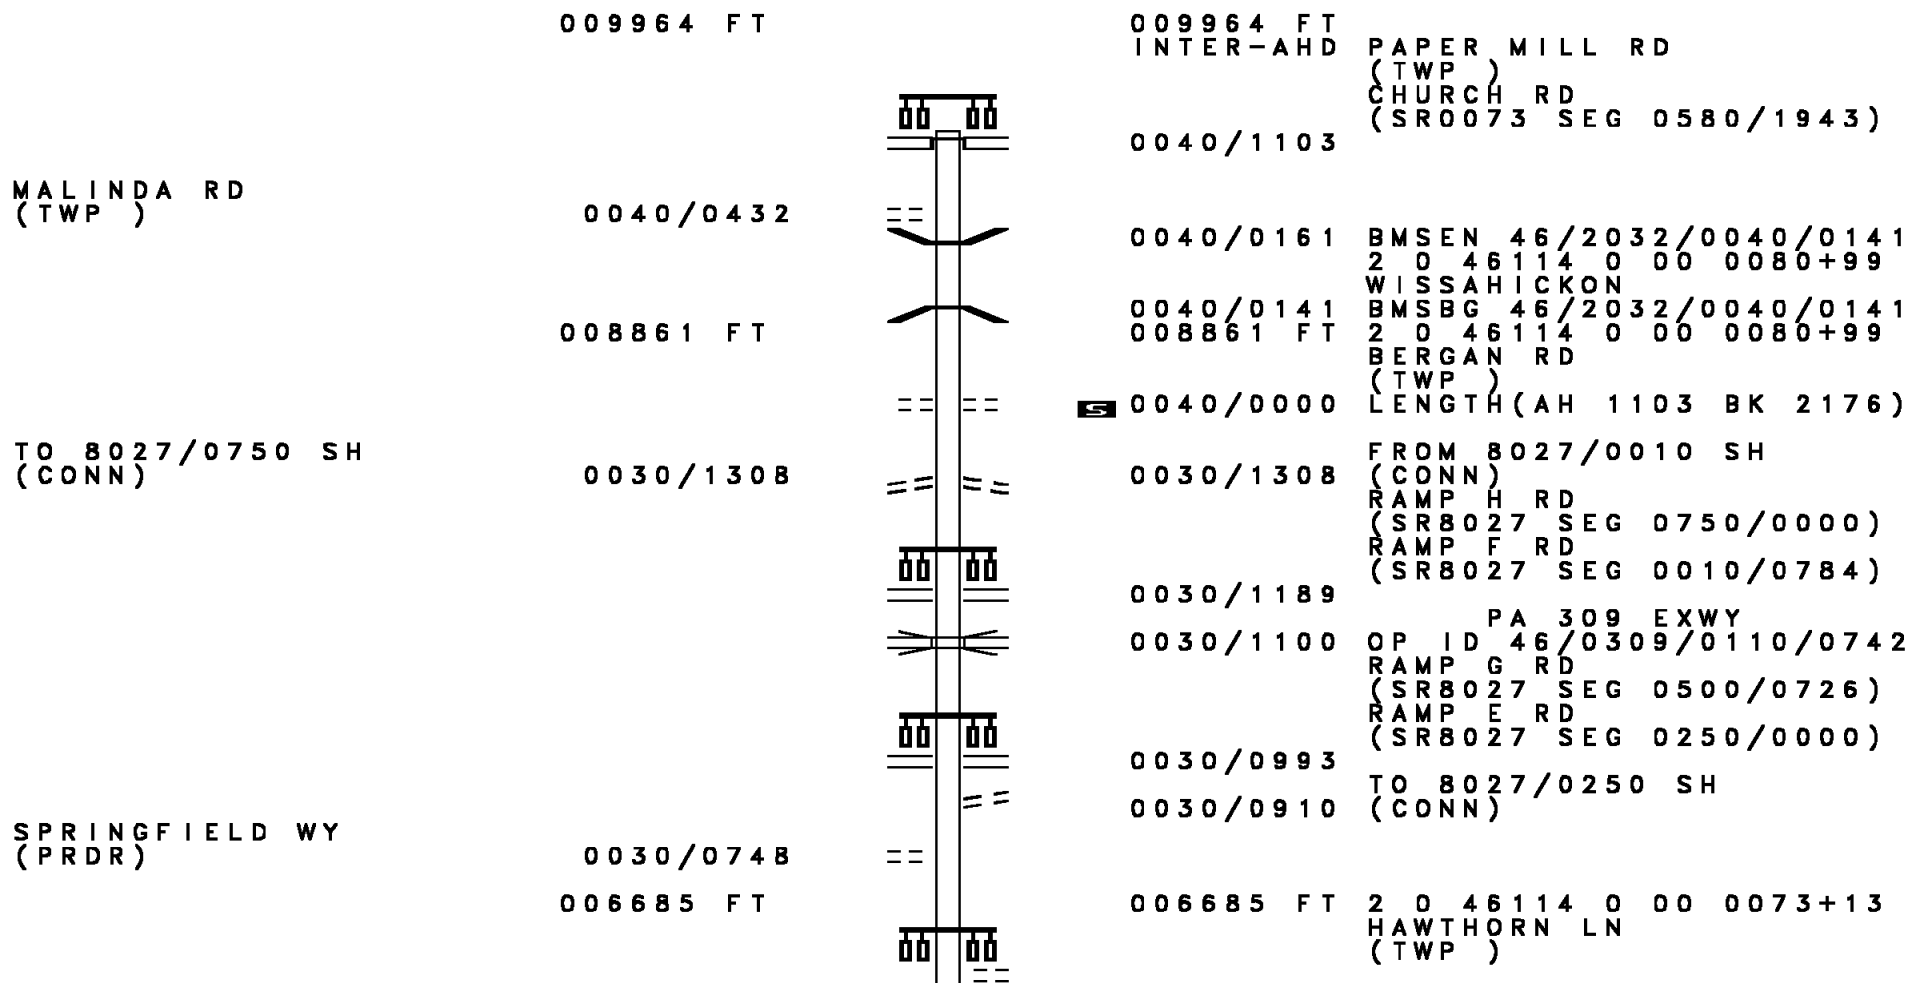 009964 FT 009964 FT
INTER-AHD PAPER MILL RD
(TWP )
CHURCH RD
(SR0073 SEG 0580/1943)
0040/1103
MALINDA RD
(TWP ) 0040/0432
0040/0161 BMSEN 46/2032/0040/0141
2 0 46114 0 00 0080+99
WISSAHICKON
0040/0141 BMSBG 46/2032/0040/0141
008861 FT 008861 FT 2 0 46114 0 00 0080+99
BERGAN RD
(TWP )
S 0040/0000 LENGTH(AH 1103 BK 2176)
TO 8027/0750 SH FROM 8027/0010 SH
(CONN) 0030/1308 0030/1308 (CONN)
RAMP H RD
(SR8027 SEG 0750/0000)
RAMP F RD
(SR8027 SEG 0010/0784)
0030/1189
PA 309 EXWY
0030/1100 OP ID 46/0309/0110/0742
RAMP G RD
(SR8027 SEG 0500/0726)
RAMP E RD
(SR8027 SEG 0250/0000)
0030/0993
TO 8027/0250 SH
0030/0910 (CONN)
SPRINGFIELD WY
(PRDR) 0030/0748
006685 FT 006685 FT 2 0 46114 0 00 0073+13
HAWTHORN LN
(TWP )